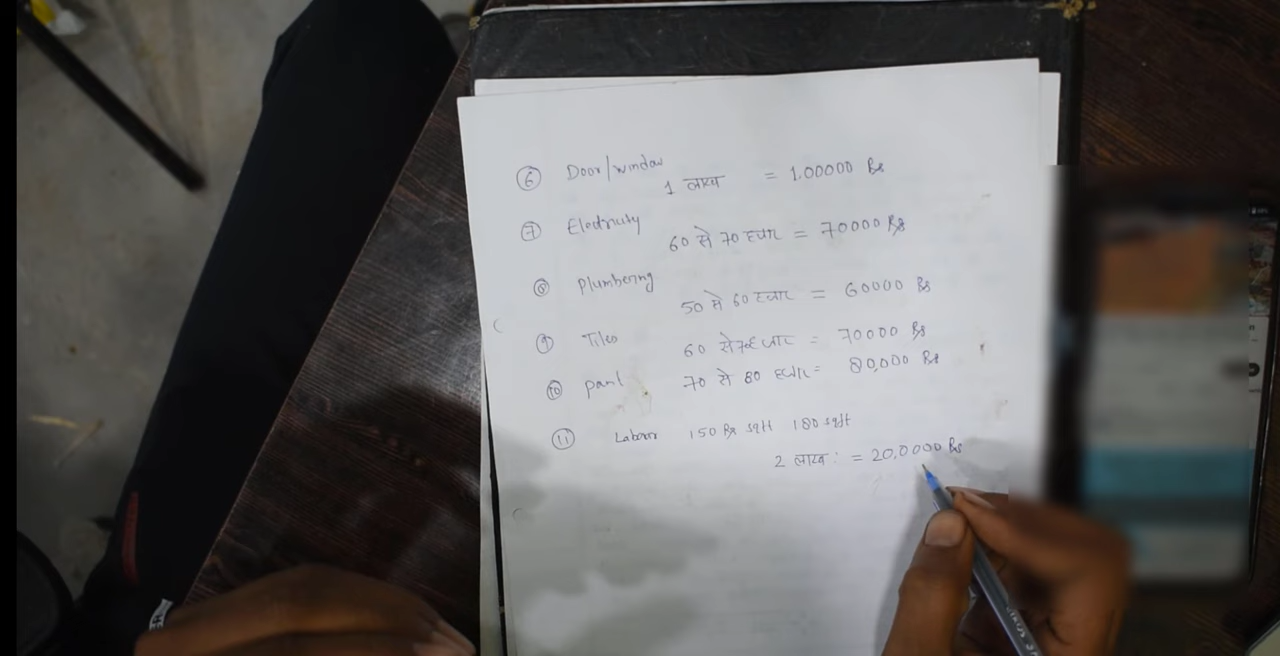 ⑥ Door/window
1 लाख = 1,00000 Rs
⑦ Electricity
60 से 70 हजार = 70000 Rs
⑧ Plumbering
50 से 60 हजार = 60000 Rs
⑨ Tiles
60 से 70 हजार = 70000 Rs
⑩ paint
70 से 80 हजार = 80,000 Rs
⑪ Labour 150 Rs sqft 180 sqft
2 लाख : = 20,0000 Rs